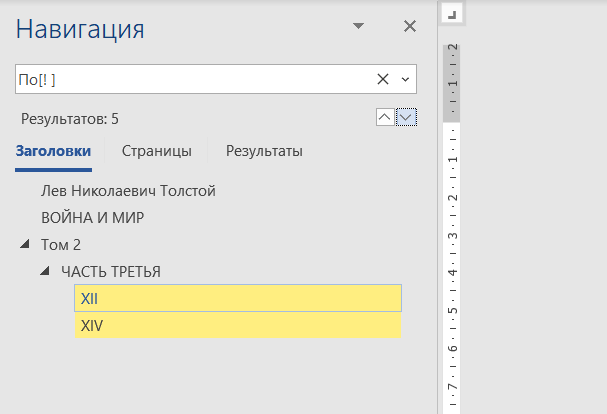 Навигация
По[! ]
Результатов: 5
Заголовки Страницы Результаты
Лев Николаевич Толстой
ВОЙНА И МИР
Том 2
ЧАСТЬ ТРЕТЬЯ
XII
XIV
2
1
1
2
3
4
5
6
7